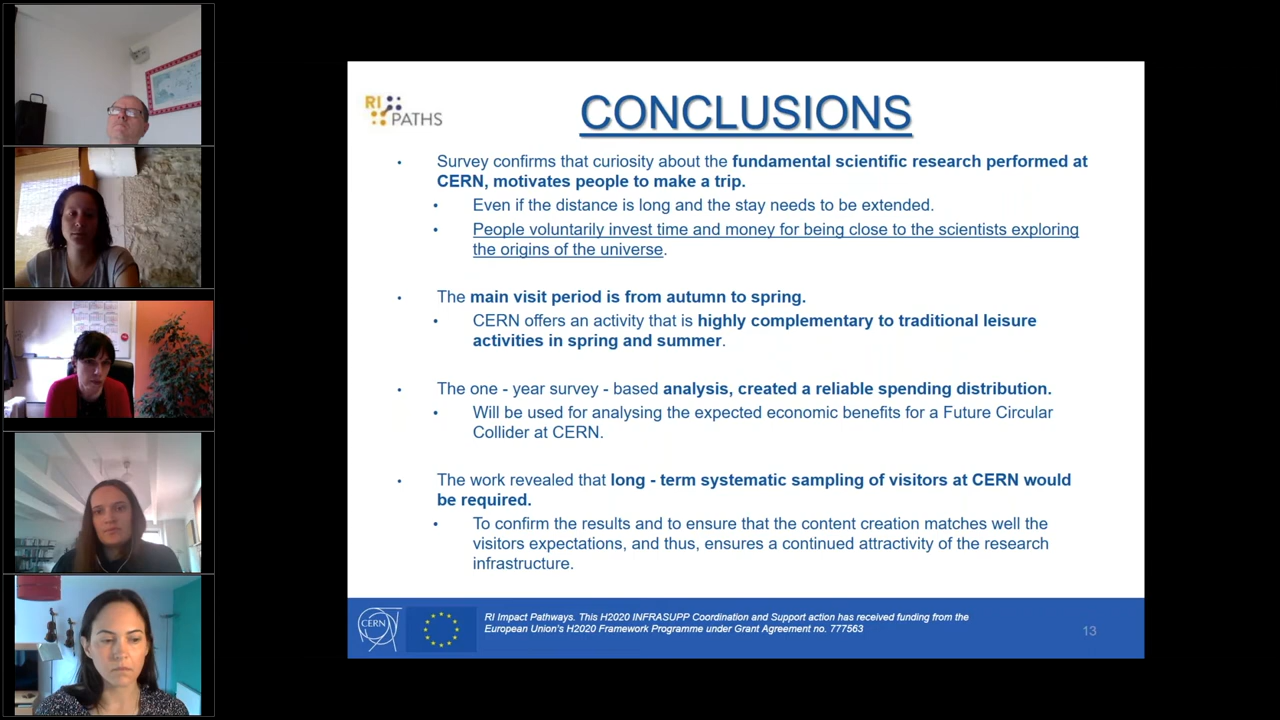 RI
PATHS
CONCLUSIONS
• Survey confirms that curiosity about the fundamental scientific research performed at
CERN, motivates people to make a trip.
• Even if the distance is long and the stay needs to be extended.
• People voluntarily invest time and money for being close to the scientists exploring
the origins of the universe.
• The main visit period is from autumn to spring.
• CERN offers an activity that is highly complementary to traditional leisure
activities in spring and summer.
• The one - year survey - based analysis, created a reliable spending distribution.
• Will be used for analysing the expected economic benefits for a Future Circular
Collider at CERN.
• The work revealed that long - term systematic sampling of visitors at CERN would
be required.
• To confirm the results and to ensure that the content creation matches well the
visitors expectations, and thus, ensures a continued attractivity of the research
infrastructure.
CERN
RI Impact Pathways. This H2020 INFRASUPP Coordination and Support action has received funding from the
European Union's H2020 Framework Programme under Grant Agreement no. 777563
13